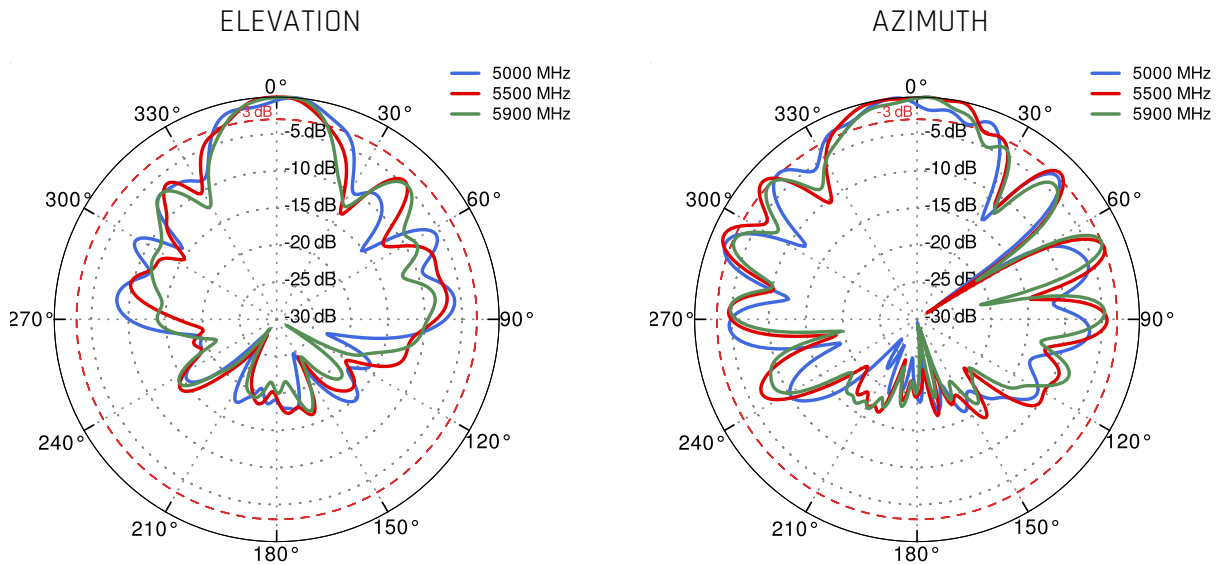 ELEVATION
5000 MHz
5500 MHz
5900 MHz
0°
330°
30°
-3 dB
-5 dB
-10 dB
300°
60°
-15 dB
-20 dB
-25 dB
-30 dB
270°
90°
240°
120°
210°
150°
180°
AZIMUTH
5000 MHz
5500 MHz
5900 MHz
0°
330°
30°
-3 dB
-5 dB
-10 dB
300°
60°
-15 dB
-20 dB
-25 dB
-30 dB
270°
90°
240°
120°
210°
150°
180°